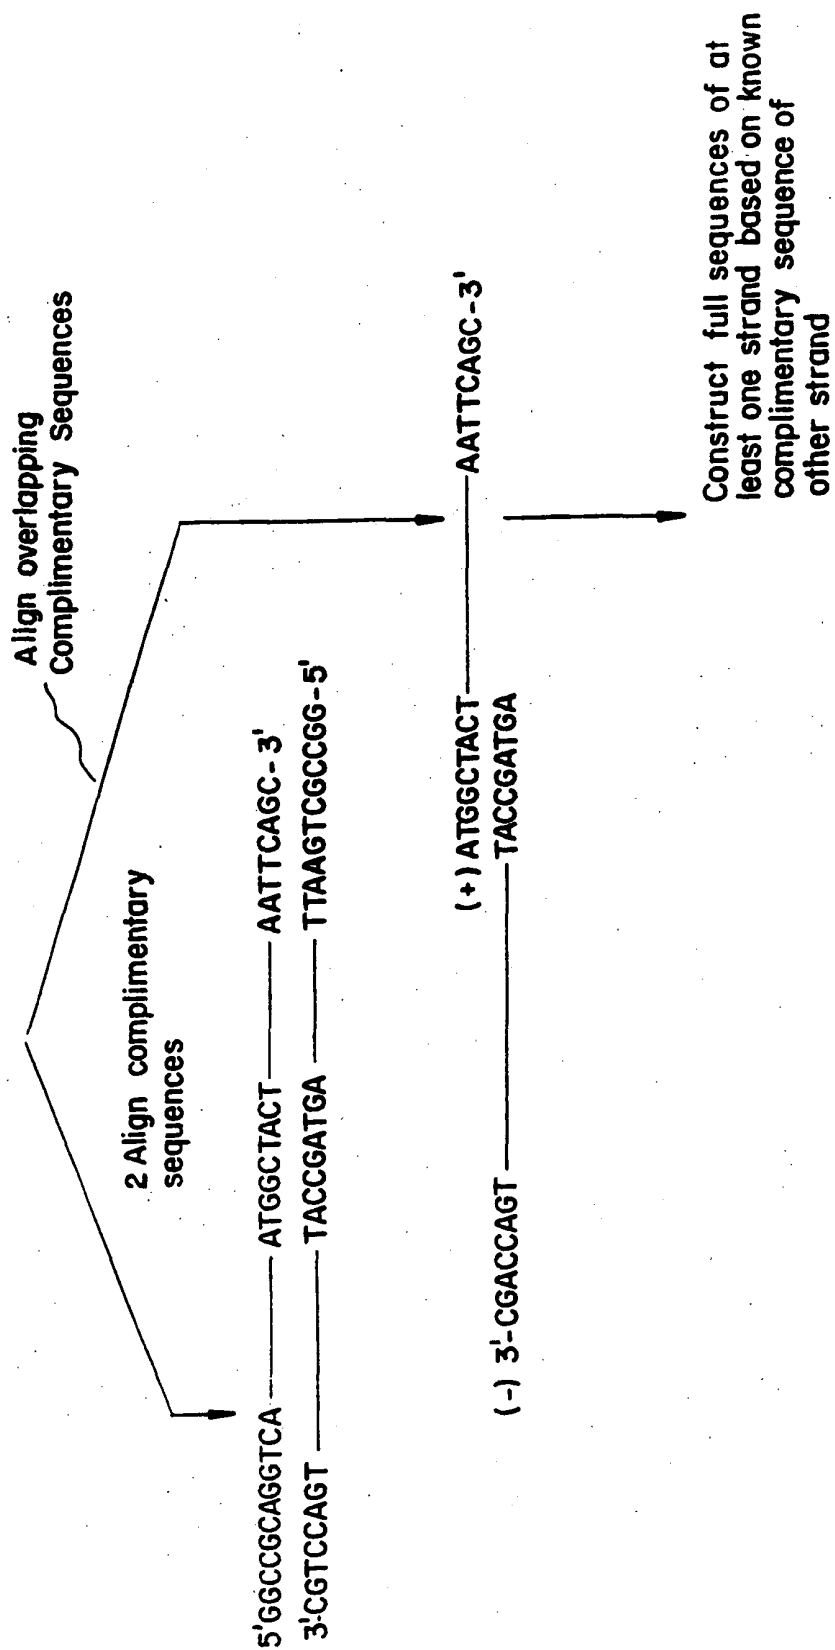 Align overlapping
Complimentary Sequences
2 Align complimentary
sequences
5'GGCCGCAGGTCA ATGGCTACT AATTCAGC-3'
3'-CGTCCAGT TACCGATGA TTAAGTCGCCGG-5'
(+) ATGGCTACT AATTCAGC-3'
(-) 3'-CGACCAGT TACCGATGA
Construct full sequences of at
least one strand based on known
complimentary sequence of
other strand